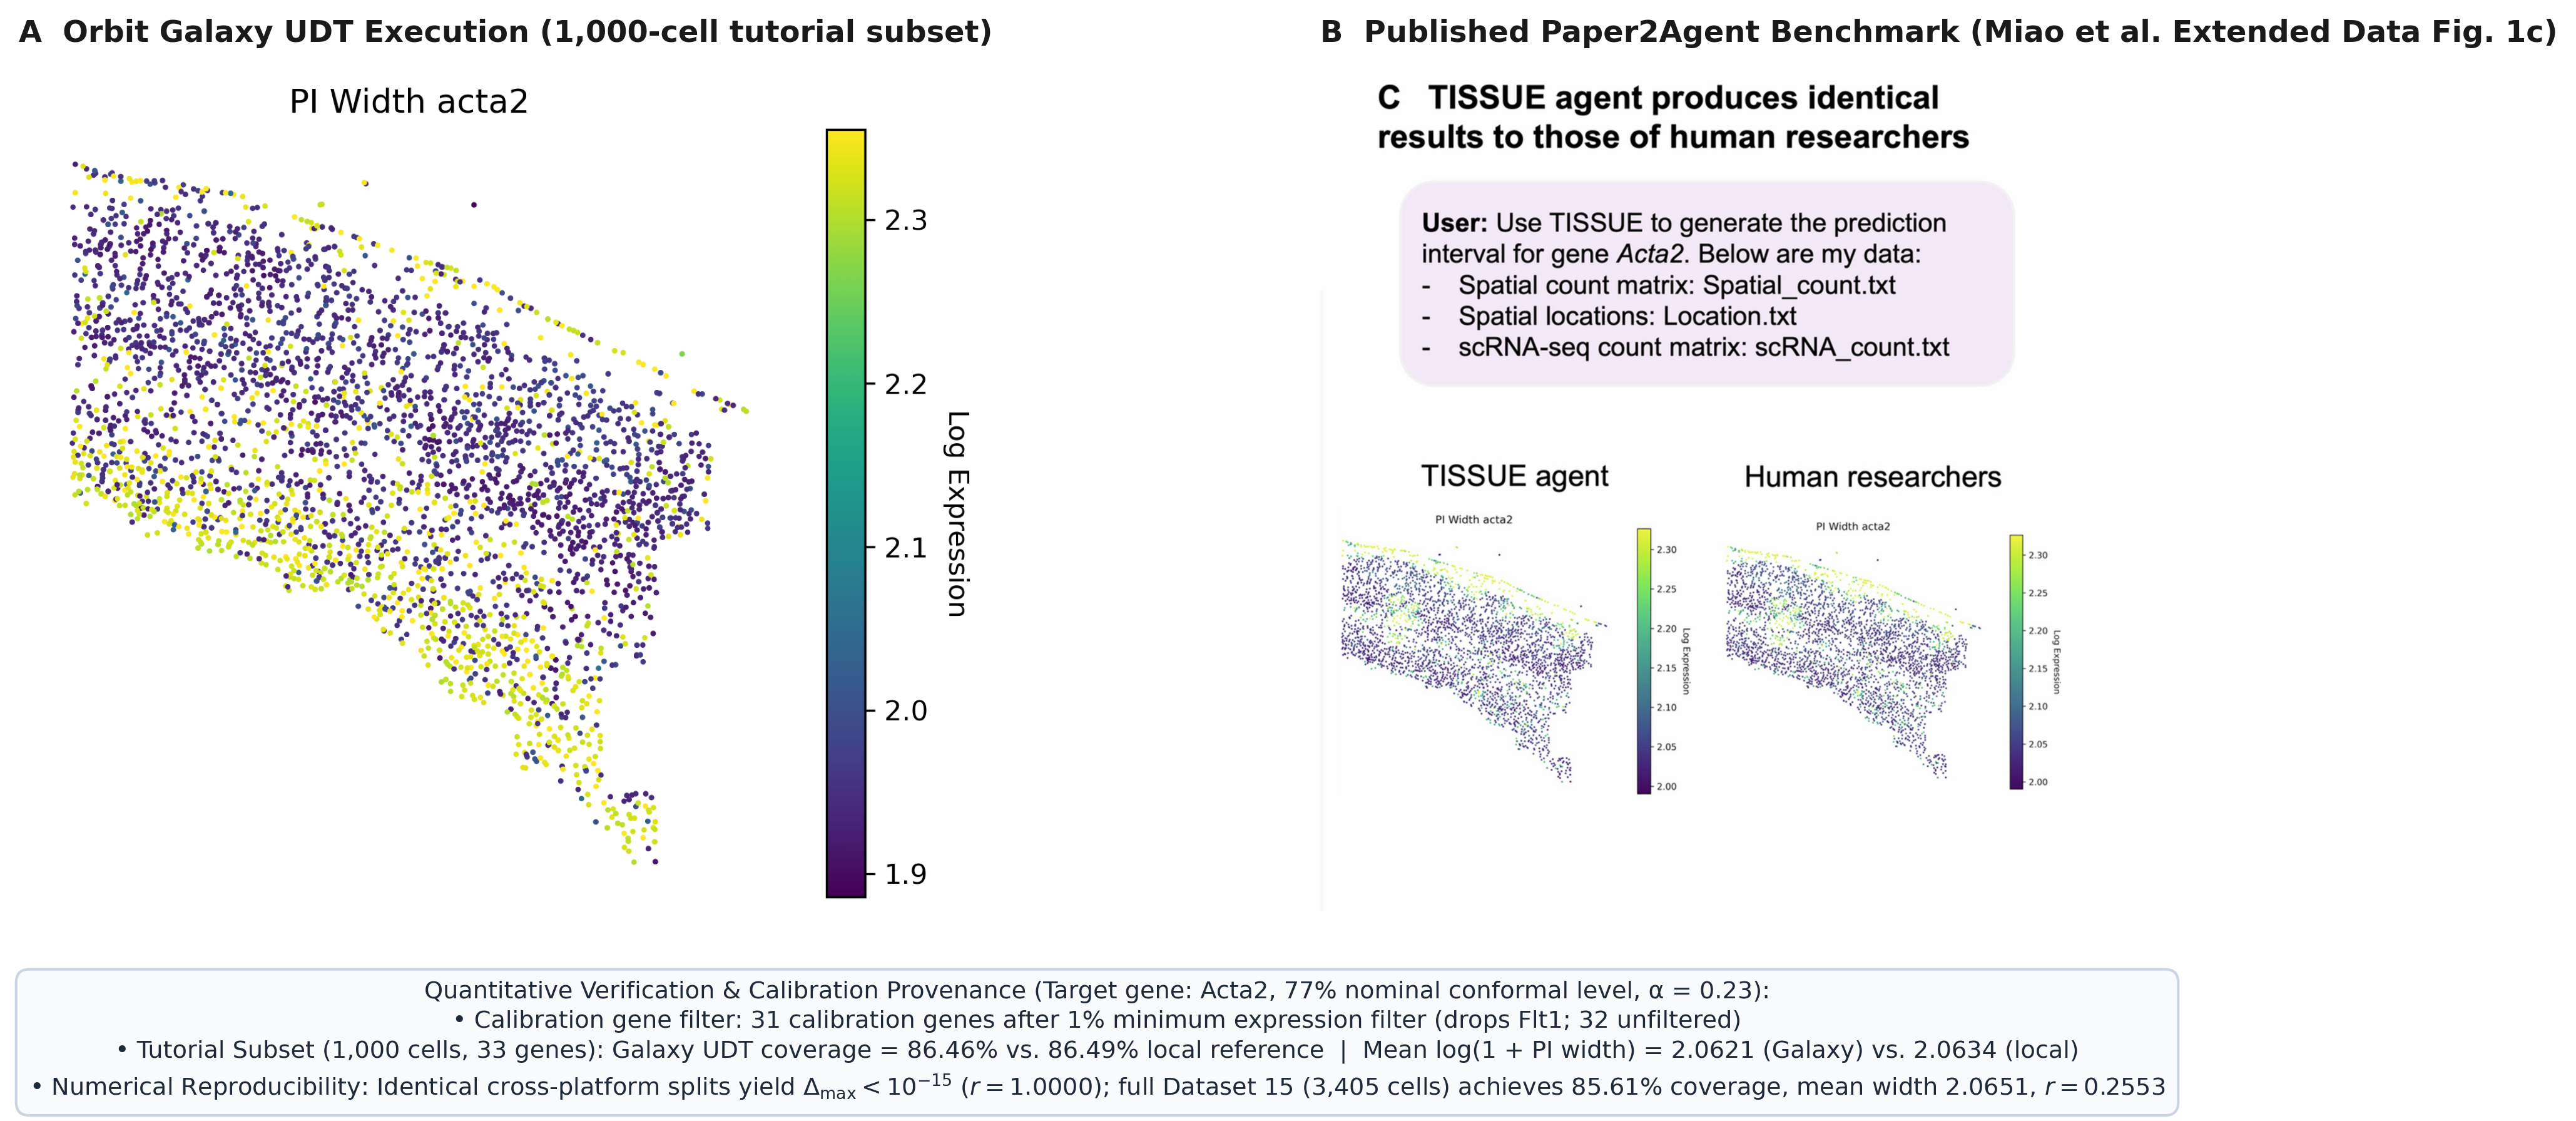 A Orbit Galaxy UDT Execution (1,000-cell tutorial subset)
PI Width acta2
2.3
2.2
2.1
2.0
1.9
Log Expression
B Published Paper2Agent Benchmark (Miao et al. Extended Data Fig. 1c)
C TISSUE agent produces identical
results to those of human researchers
User: Use TISSUE to generate the prediction
interval for gene Acta2. Below are my data:
- Spatial count matrix: Spatial_count.txt
- Spatial locations: Location.txt
- scRNA-seq count matrix: scRNA_count.txt
TISSUE agent
PI Width acta2
2.30
2.25
2.20
2.15
2.10
2.05
2.00
Log Expression
Human researchers
PI Width acta2
2.30
2.25
2.20
2.15
2.10
2.05
2.00
Log Expression
Quantitative Verification & Calibration Provenance (Target gene: Acta2, 77% nominal conformal level, α = 0.23):
• Calibration gene filter: 31 calibration genes after 1% minimum expression filter (drops Flt1; 32 unfiltered)
• Tutorial Subset (1,000 cells, 33 genes): Galaxy UDT coverage = 86.46% vs. 86.49% local reference | Mean log(1 + PI width) = 2.0621 (Galaxy) vs. 2.0634 (local)
• Numerical Reproducibility: Identical cross-platform splits yield Δmax < 10⁻¹⁵ (r = 1.0000); full Dataset 15 (3,405 cells) achieves 85.61% coverage, mean width 2.0651, r = 0.2553